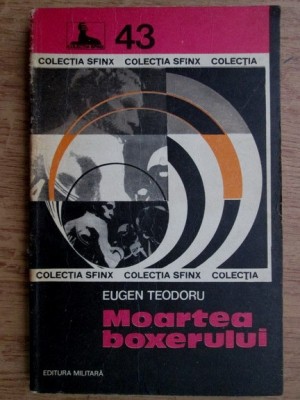 43
COLECȚIA SFINX COLECȚIA SFINX COLECȚIA
COLECȚIA SFINX COLECȚIA SFINX COLECȚIA
EUGEN TEODORU
Moartea
boxerului
EDITURA MILITARĂ